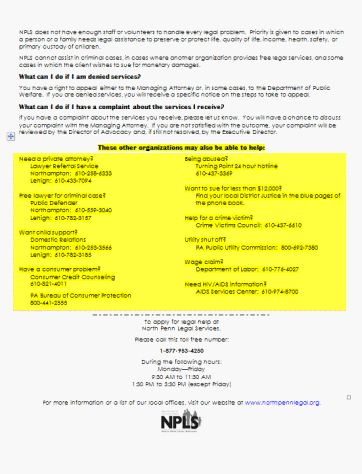 NPLS does not have enough staff or volunteers to handle every legal problem. Priority is given to cases in which
a person or a family needs legal assistance to preserve or protect life, quality of life, income, health, safety, or
primary custody of children.
NPLS cannot assist in criminal cases, in cases where another organization provides free legal services, and some
cases in which the client wishes to sue for monetary damages.
What can I do if I am denied services?
You have a right to appeal either to the Managing Attorney or, in some cases, to the Department of Public
Welfare. If you are denied services, you will receive a specific notice on the steps to take to appeal.
What can I do if I have a complaint about the services I receive?
If you have a complaint about the services you receive, please let us know. You will have a chance to discuss
your complaint with the Managing Attorney. If you are not satisfied with the outcome, your complaint will be
reviewed by the Director of Advocacy and, if still not resolved, by the Executive Director.
These other organizations may also be able to help:
Need a private attorney?
Lawyer Referral Service
Northampton: 610-258-6333
Lehigh: 610-433-7094
Free lawyer for criminal case?
Public Defender
Northampton: 610-559-3040
Lehigh: 610-782-3157
Want child support?
Domestic Relations
Northampton: 610-253-3566
Lehigh: 610-782-3185
Have a consumer problem?
Consumer Credit Counseling
610-821-4011
PA Bureau of Consumer Protection
800-441-2555
Being abused?
Turning Point 24 hour hotline
610-437-3369
Want to sue for less than $12,000?
Find your local District Justice in the blue pages of
the phone book.
Help for a crime victim?
Crime Victims Council: 610-437-6610
Utility shut off?
PA Public Utility Commission: 800-692-7380
Wage claim?
Department of Labor: 610-776-4027
Need HIV/AIDS information?
AIDS Services Center: 610-974-8700
To apply for legal help at
North Penn Legal Services,
Please call this toll free number:
1-877-953-4250
During the following hours:
Monday—Friday
9:30 AM to 11:30 AM
1:30 PM to 3:30 PM (except Friday)
For more information or a list of our local offices, visit our website at www.northpennlegal.org.
NPLS